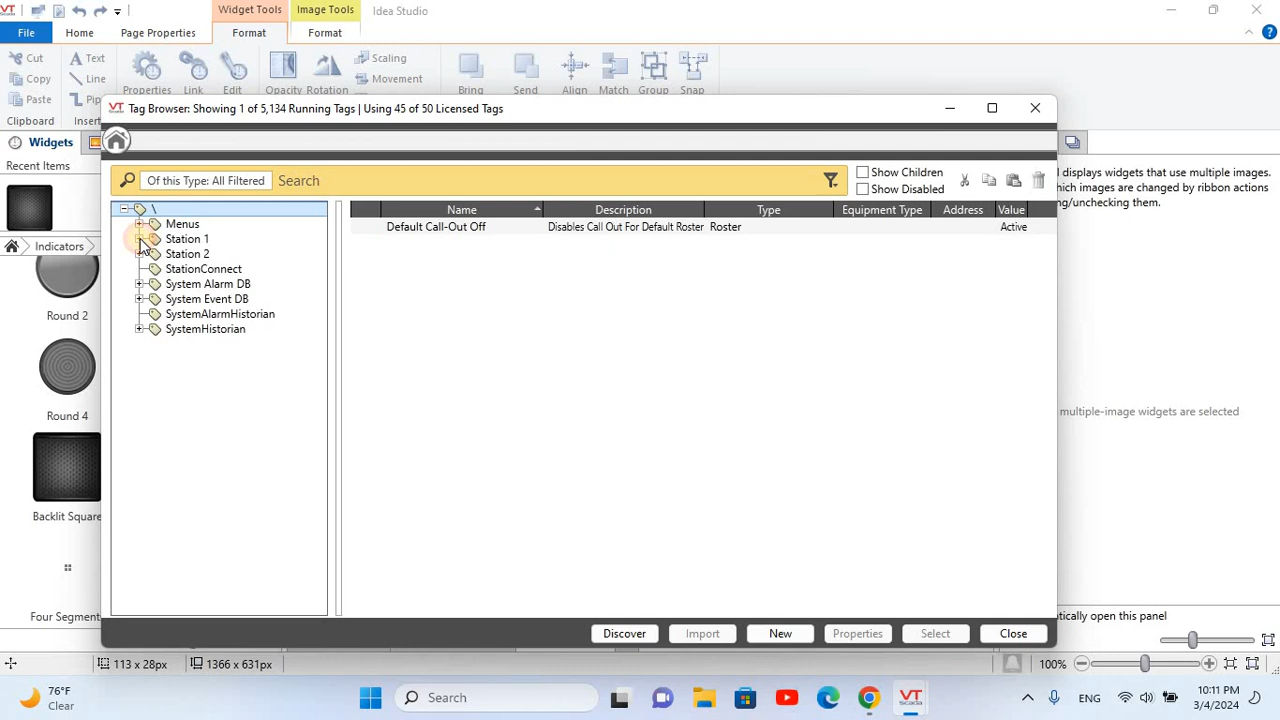 Widget Tools Image Tools Idea Studio
File Home Page Properties Format Format
Cut Text Scaling
Copy Line Movement
Paste Properties Link Edit Opacity Rotation Bring Send Align Match Group Snap
Clipboard
Tag Browser: Showing 1 of 5,134 Running Tags | Using 45 of 50 Licensed Tags
Widgets
Recent Items
Of this Type: All Filtered Search
Show Children
Show Disabled
d displays widgets that use multiple images.
which images are changed by ribbon actions
g/unchecking them.
Name Description Type Equipment Type Address Value
Default Call-Out Off Disables Call Out For Default Roster Roster Active
\
Menus
Station 1
Station 2
StationConnect
System Alarm DB
System Event DB
SystemAlarmHistorian
SystemHistorian
Indicators
Round 2
Round 4
Backlit Square
Four Segment
multiple-image widgets are selected
atically open this panel
Discover Import New Properties Select Close
113 x 28px 1366 x 631px 100%
76°F
Clear
Search
VT
scada
ENG
10:11 PM
3/4/2024